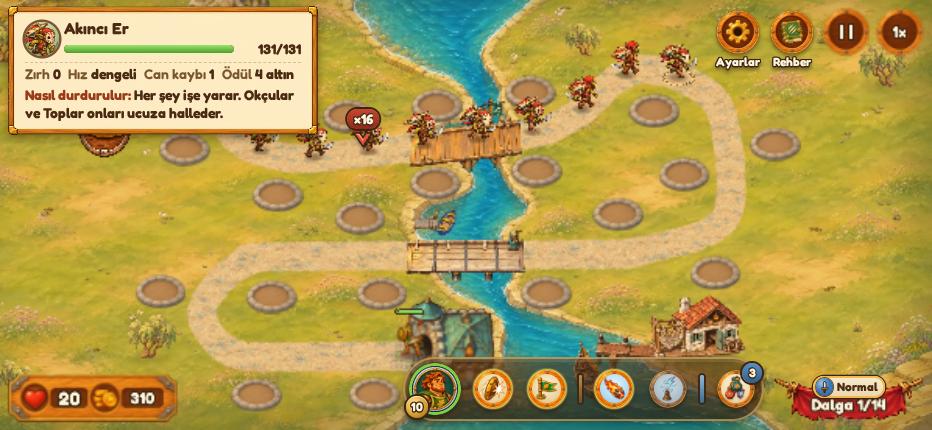 Akıncı Er
131/131
Zırh 0 Hız dengeli Can kaybı 1 Ödül 4 altın
Nasıl durdurulur: Her şey işe yarar. Okçular
ve Toplar onları ucuza halleder.
Ayarlar
Rehber
1x
x16
20
310
10
3
Normal
Dalga 1/14